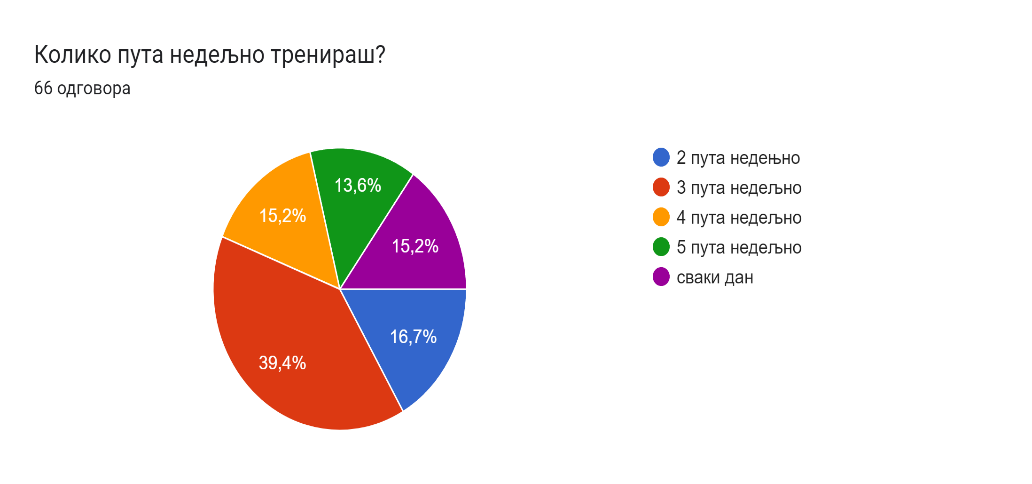 Колико пута недељно тренираш?
66 одговора
13,6%
15,2%
15,2%
16,7%
39,4%
2 пута недењно
3 пута недељно
4 пута недељно
5 пута недељно
сваки дан